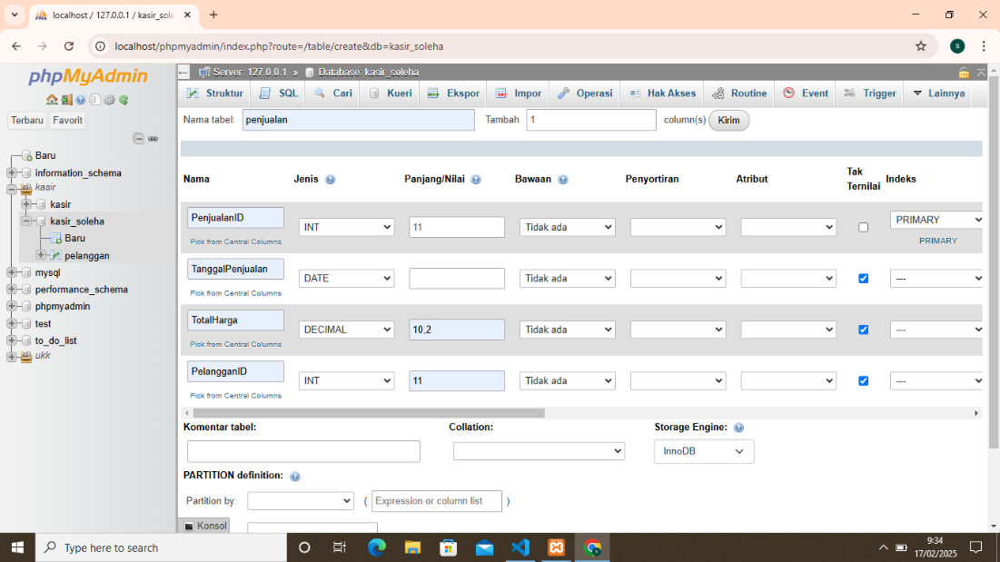 localhost / 127.0.0.1 / kasir_sole
localhost/phpmyadmin/index.php?route=/table/create&db=kasir_soleha
S
phpMyAdmin
Terbaru Favorit
Baru
information_schema
kasir
kasir
kasir_soleha
Baru
pelanggan
mysql
performance_schema
phpmyadmin
test
to_do_list
ukk
Server: 127.0.0.1 » Database: kasir_soleha
Struktur SQL Cari Kueri Ekspor Impor Operasi Hak Akses Routine Event Trigger Lainnya
Nama tabel: penjualan Tambah 1 column(s) Kirim
Nama Jenis Panjang/Nilai Bawaan Penyortiran Atribut Tak Ternilai Indeks
PenjualanID INT 11 Tidak ada PRIMARY
Pick from Central Columns PRIMARY
TanggalPenjualan DATE Tidak ada ---
Pick from Central Columns
TotalHarga DECIMAL 10,2 Tidak ada ---
Pick from Central Columns
PelangganID INT 11 Tidak ada ---
Pick from Central Columns
Komentar tabel: Collation: Storage Engine:
InnoDB
PARTITION definition:
Partition by: ( Expression or column list )
Konsol
Type here to search
9:34
17/02/2025